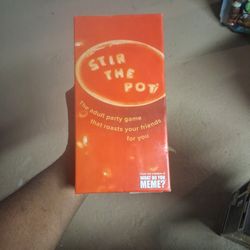 STIR
THE
POT
The adult party game
that roasts your friends
for you
WHAT DO YOU
MEME?